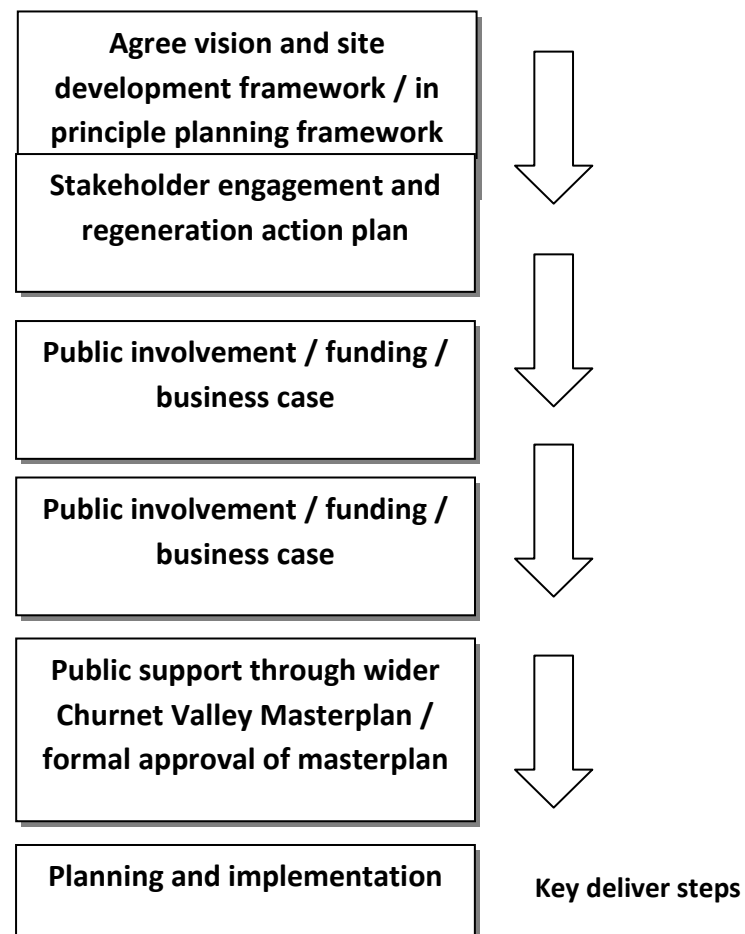 Agree vision and site
development framework / in
principle planning framework
Stakeholder engagement and
regeneration action plan
Public involvement / funding /
business case
Public involvement / funding /
business case
Public support through wider
Churnet Valley Masterplan /
formal approval of masterplan
Planning and implementation
Key deliver steps